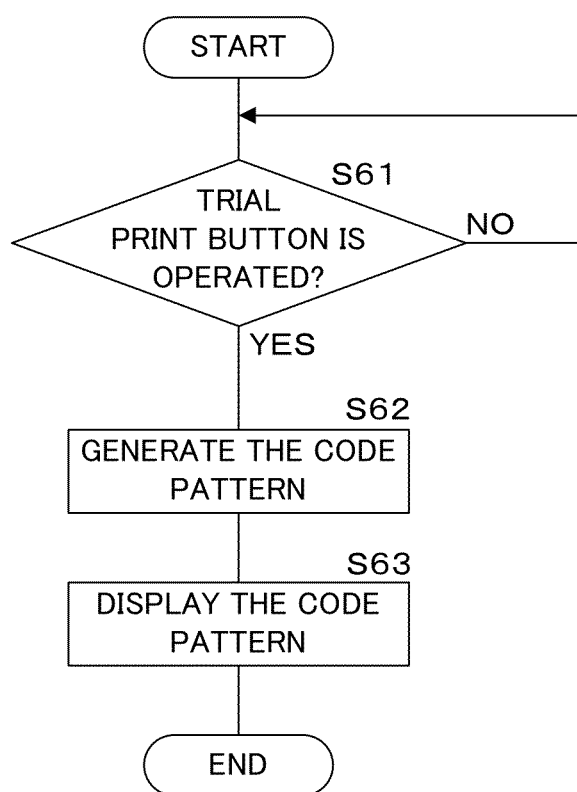 START
S61
TRIAL
PRINT BUTTON IS
OPERATED?
NO
YES
S62
GENERATE THE CODE
PATTERN
S63
DISPLAY THE CODE
PATTERN
END